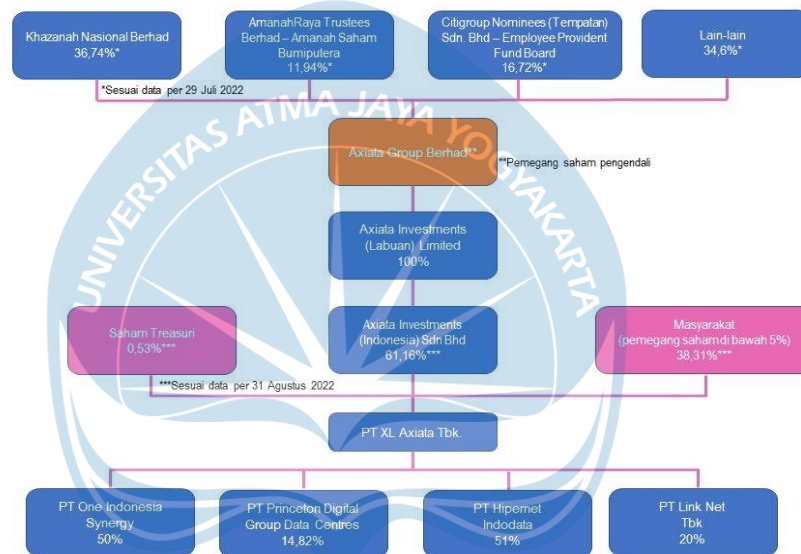 Khazanah Nasional Berhad
36,74%*
AmanahRaya Trustees
Berhad – Amanah Saham
Bumiputera
11,94%*
Citigroup Nominees (Tempatan)
Sdn. Bhd – Employee Provident
Fund Board
16,72%*
Lain-lain
34,6%*
*Sesuai data per 29 Juli 2022
UNIVERSITAS ATMA JAYA YOGYAKARTA
Axiata Group Berhad**
**Pemegang saham pengendali
Axiata Investments
(Labuan) Limited
100%
Saham Treasuri
0,53%***
Axiata Investments
(Indonesia) Sdn Bhd
61,16%***
Masyarakat
(pemegang saham di bawah 5%)
38,31%***
***Sesuai data per 31 Agustus 2022
PT XL Axiata Tbk.
PT One Indonesia
Synergy
50%
PT Princeton Digital
Group Data Centres
14,82%
PT Hipernet
Indodata
51%
PT Link Net
Tbk
20%